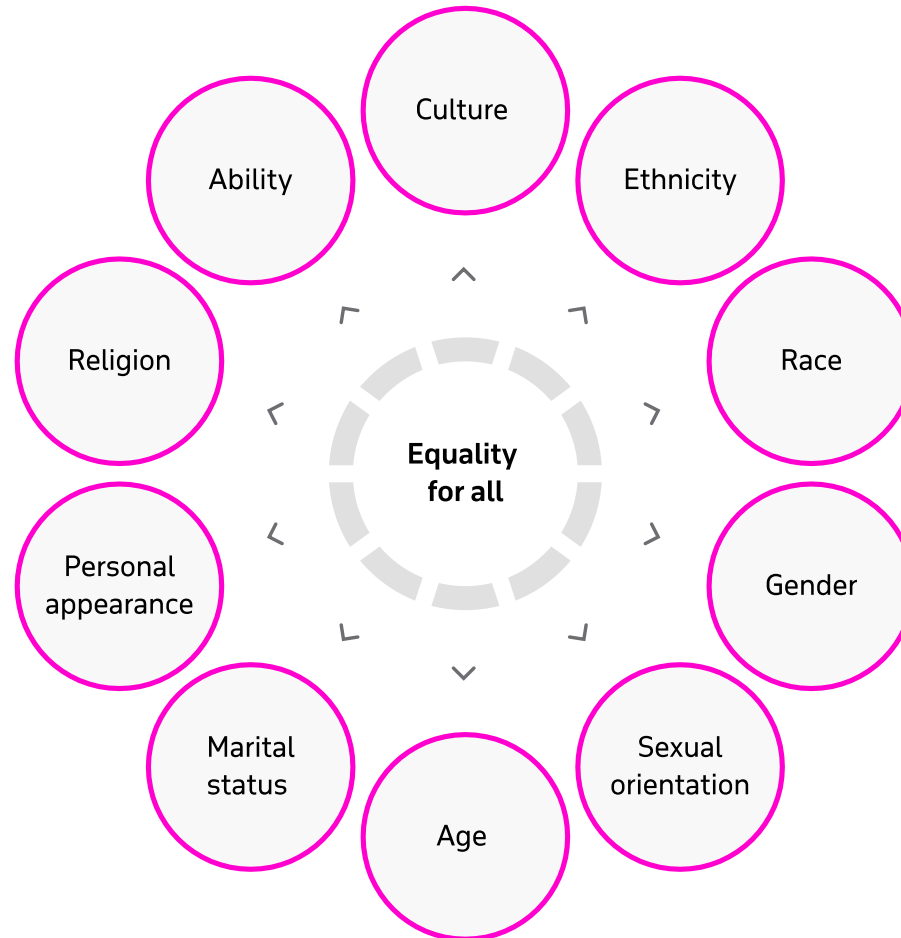 Culture
Ability
Ethnicity
Religion
Race
Equality
for all
Personal
appearance
Gender
Marital
status
Sexual
orientation
Age